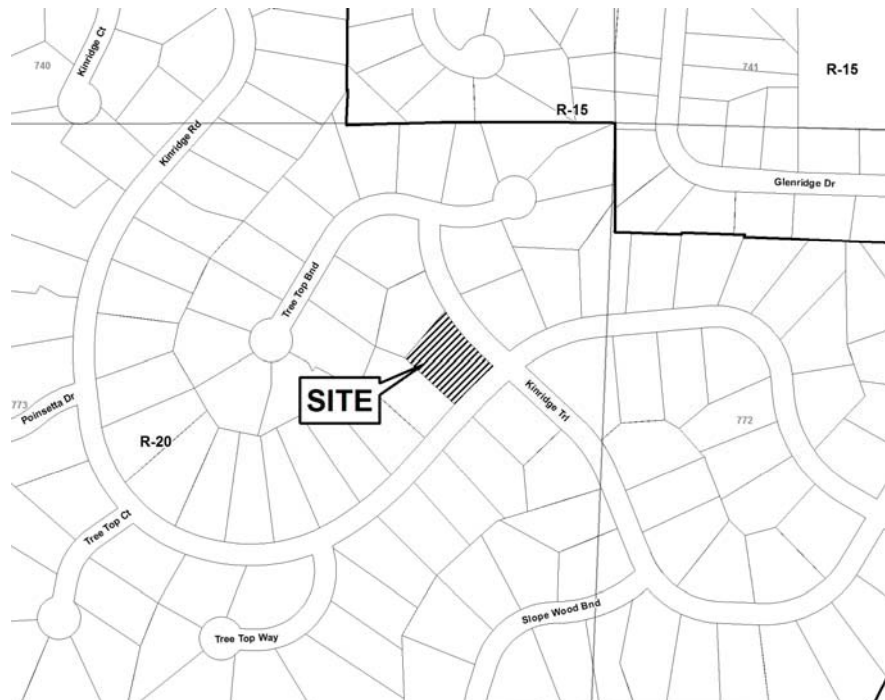 Kinridge Ct
740
741
R-15
R-15
Kinridge Rd
Glenridge Dr
Tree Top Bnd
SITE
Kinridge Trl
773
Poinsetta Dr
R-20
772
Tree Top Ct
Slope Wood Bnd
Tree Top Way